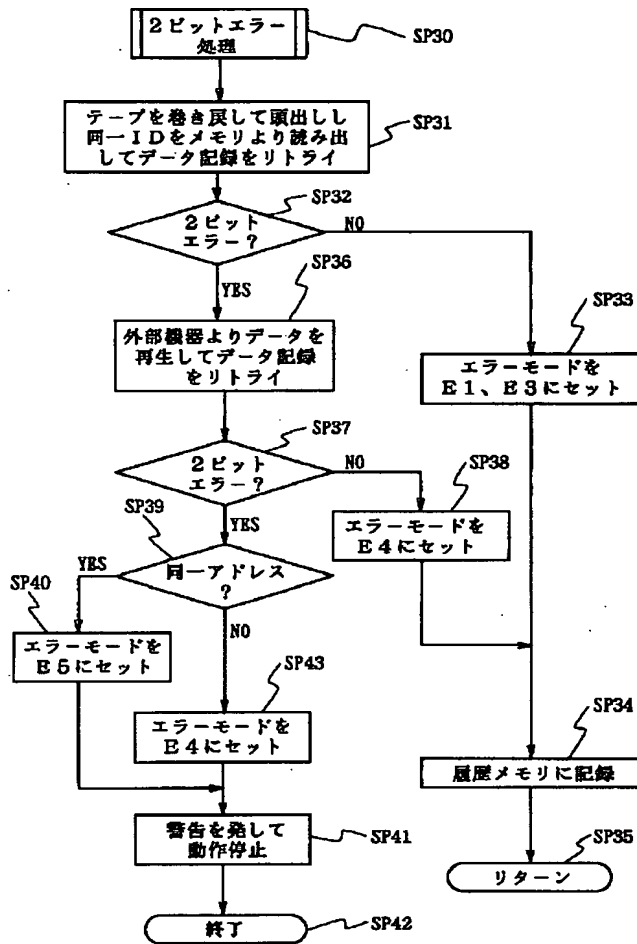 2ビットエラー
処理
SP30
テープを巻き戻して頭出しし
同一IDをメモリより読み出
してデータ記録をリトライ
SP31
SP32
2ビット
エラー?
NO
YES
SP36
SP33
外部機器よりデータを
再生してデータ記録
をリトライ
エラーモードを
E1、E3にセット
SP37
2ビット
エラー?
NO
SP38
YES
エラーモードを
E4にセット
SP39
同一アドレス
?
YES
NO
SP40
エラーモードを
E5にセット
SP43
エラーモードを
E4にセット
SP34
履歴メモリに記録
警告を発して
動作停止
SP41
SP35
リターン
終了
SP42